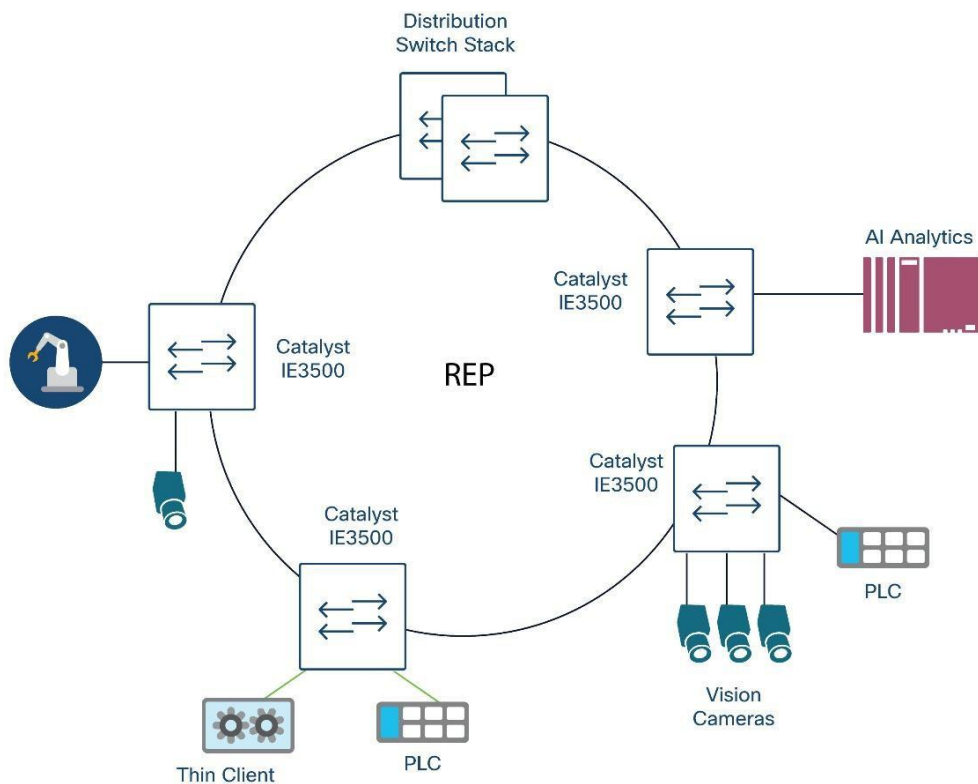 Distribution
Switch Stack
AI Analytics
Catalyst
IE3500
Catalyst
IE3500
REP
Catalyst
IE3500
Catalyst
IE3500
PLC
Vision
Cameras
Thin Client
PLC